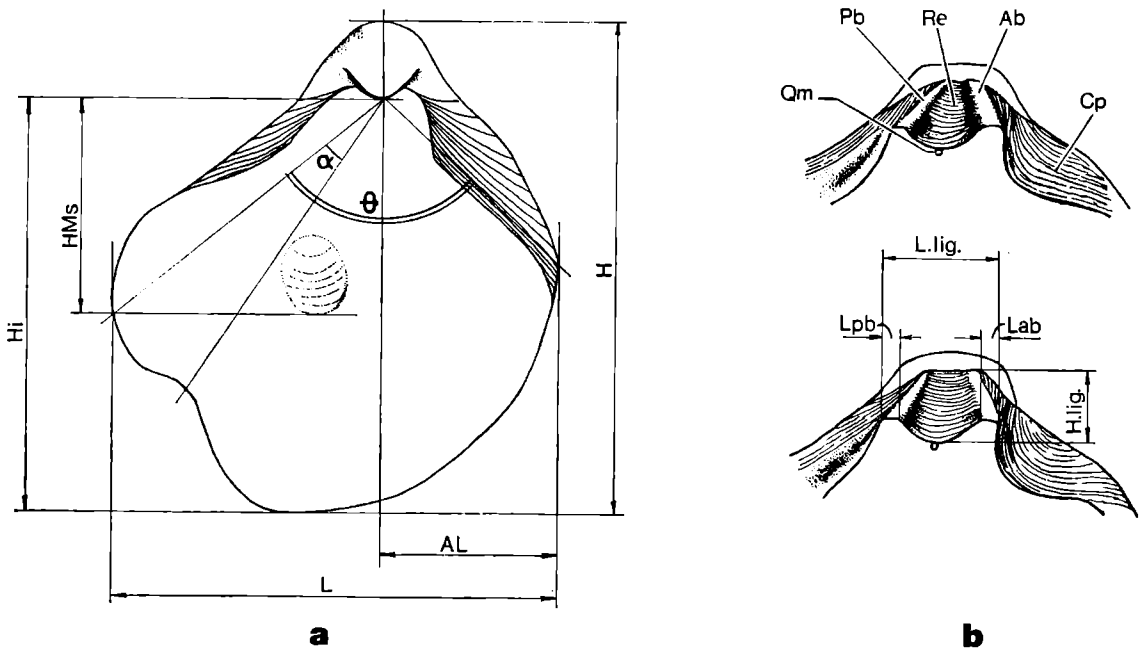 Pb Re Ab
Qm
Cp
α
θ
HMs
H
Hi
L.lig.
Lpb
Lab
H.lig.
AL
L
a
b